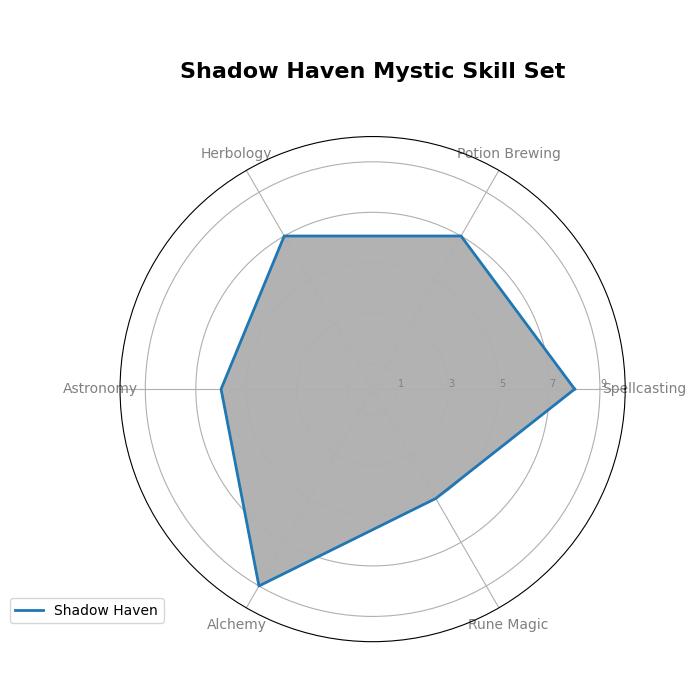 Shadow Haven Mystic Skill Set
Herbology
Potion Brewing
Astronomy
1 3 5 7 9
Spellcasting
Shadow Haven
Alchemy
Rune Magic